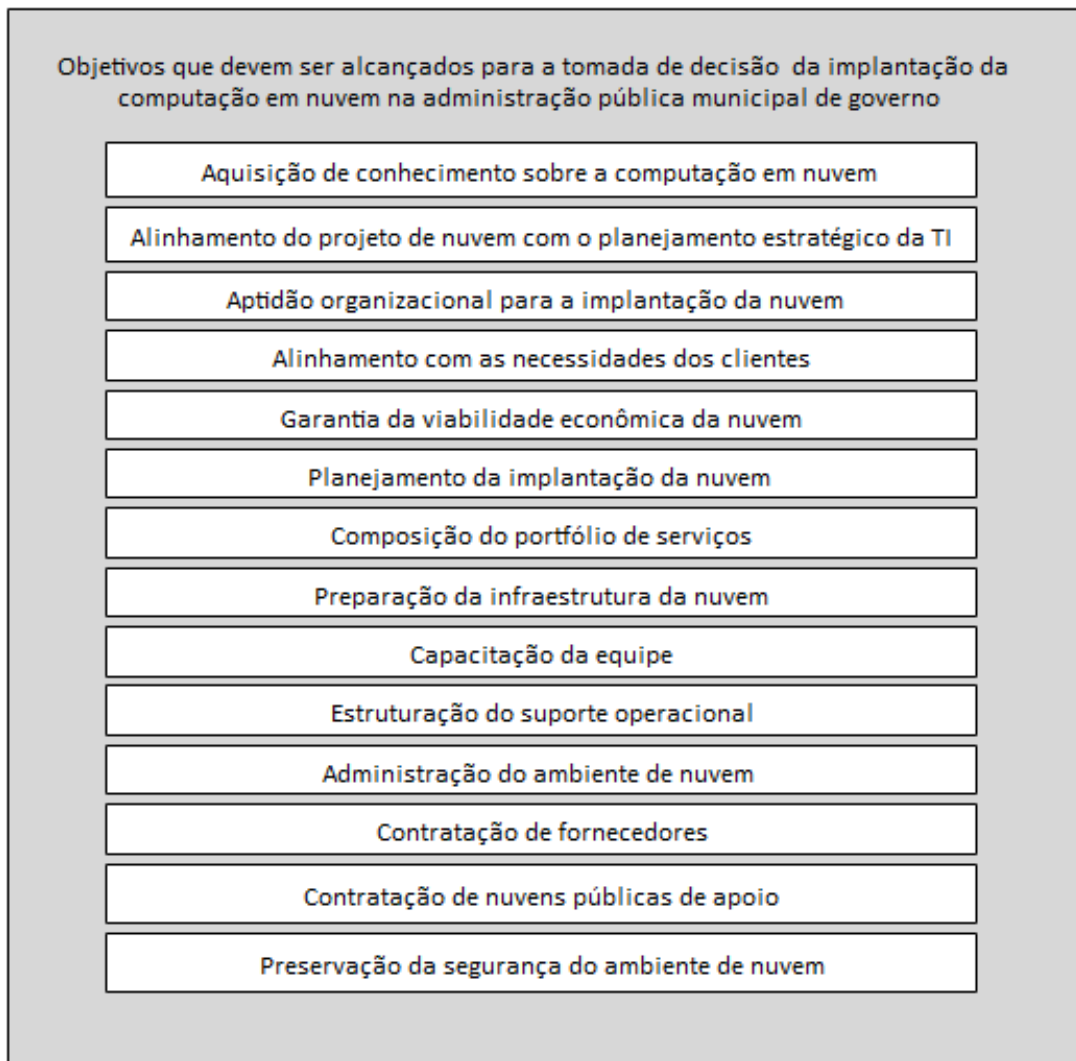 Objetivos que devem ser alcançados para a tomada de decisão da implantação da
computação em nuvem na administração pública municipal de governo
Aquisição de conhecimento sobre a computação em nuvem
Alinhamento do projeto de nuvem com o planejamento estratégico da TI
Aptidão organizacional para a implantação da nuvem
Alinhamento com as necessidades dos clientes
Garantia da viabilidade econômica da nuvem
Planejamento da implantação da nuvem
Composição do portfólio de serviços
Preparação da infraestrutura da nuvem
Capacitação da equipe
Estruturação do suporte operacional
Administração do ambiente de nuvem
Contratação de fornecedores
Contratação de nuvens públicas de apoio
Preservação da segurança do ambiente de nuvem